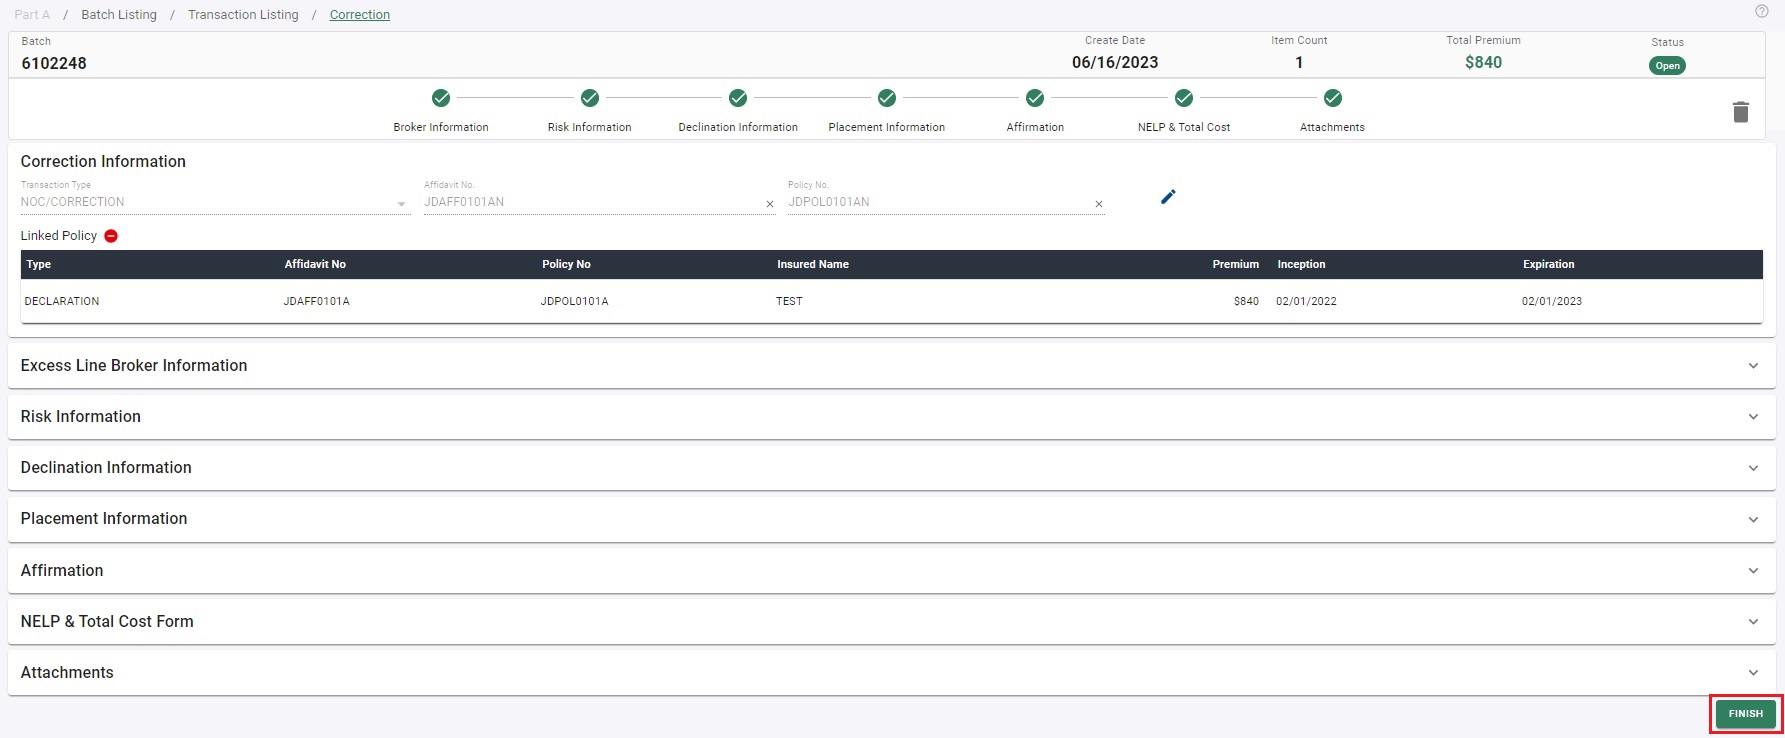 Part A / Batch Listing / Transaction Listing / Correction
Batch Create Date Item Count Total Premium Status
6102248 06/16/2023 1 $840 Open
Broker Information Risk Information Declination Information Placement Information Affirmation NELP & Total Cost Attachments
Correction Information
Transaction Type Affidavit No. Policy No.
NOC/CORRECTION JDAFF0101AN JDPOL0101AN
Linked Policy
Type Affidavit No Policy No Insured Name Premium Inception Expiration
DECLARATION JDAFF0101A JDPOL0101A TEST $840 02/01/2022 02/01/2023
Excess Line Broker Information
Risk Information
Declination Information
Placement Information
Affirmation
NELP & Total Cost Form
Attachments
FINISH